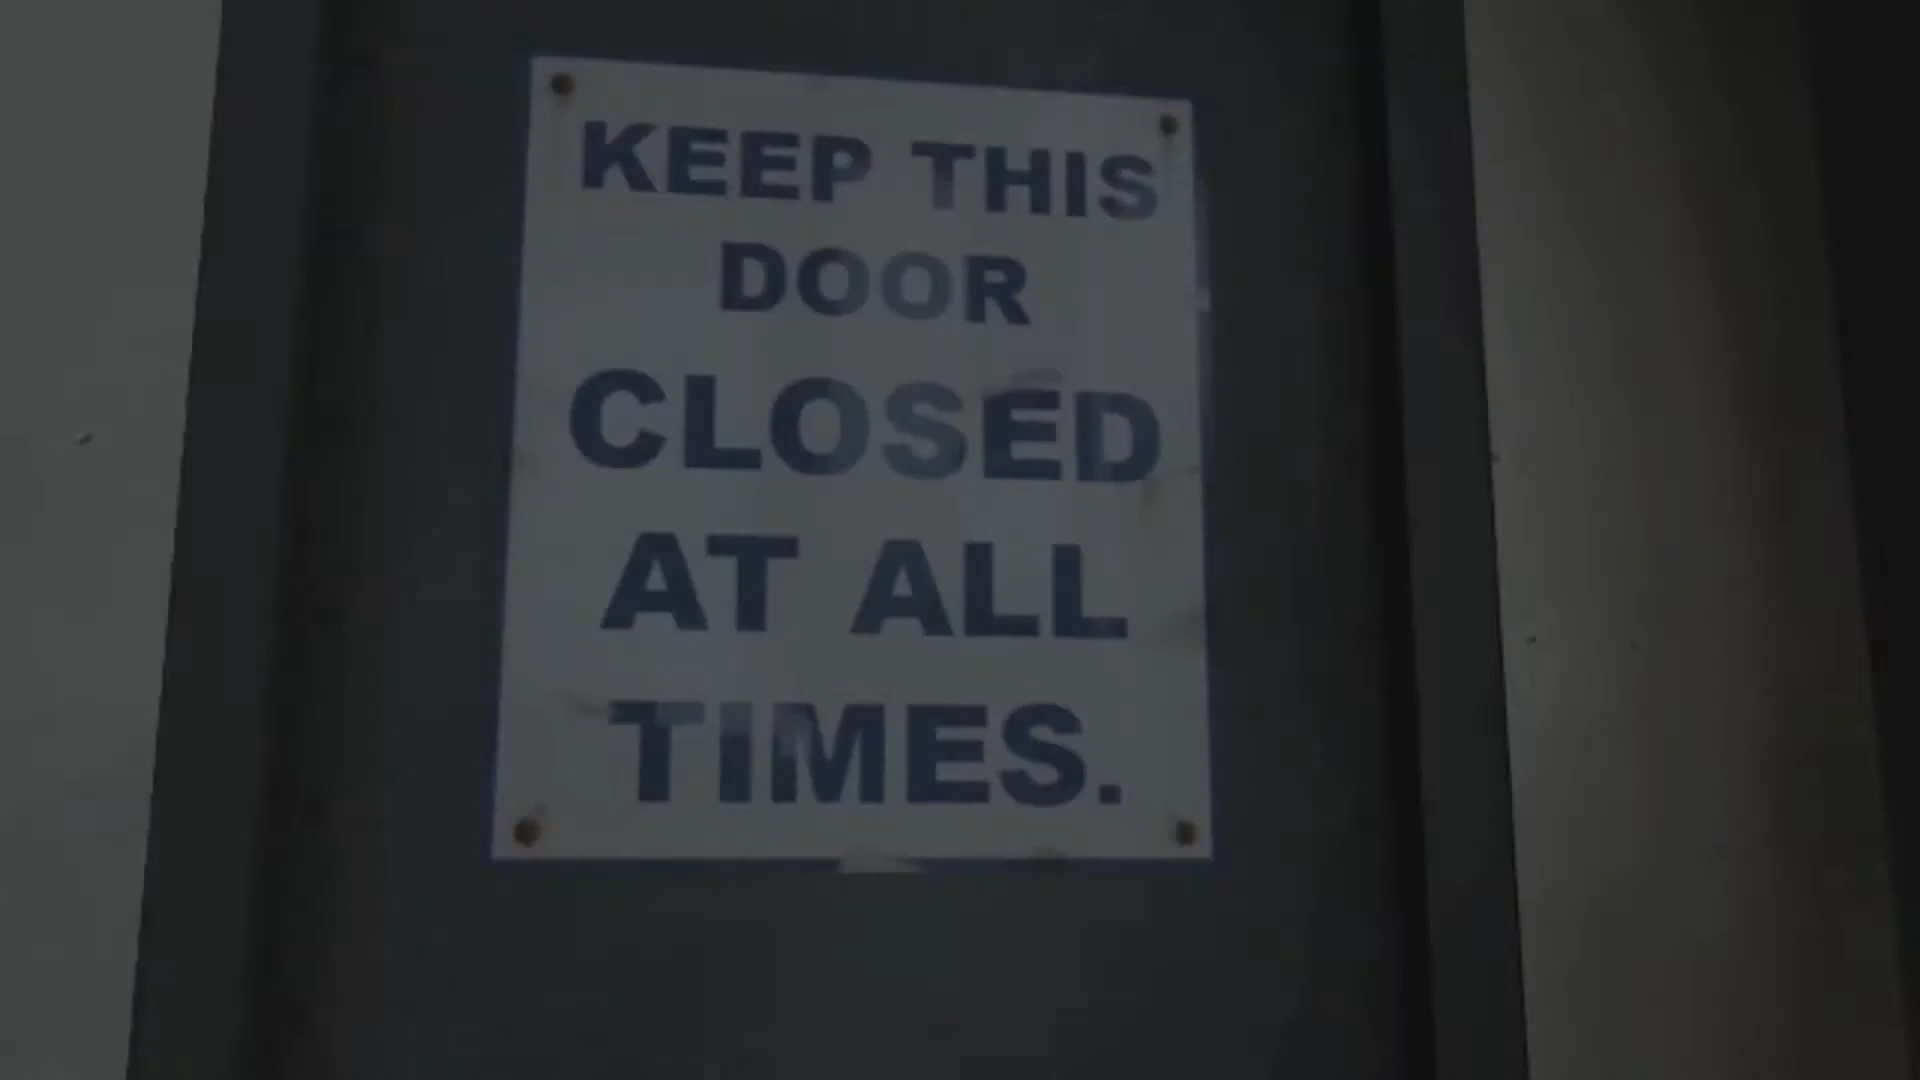 KEEP THIS
DOOR
CLOSED
AT ALL
TIMES.